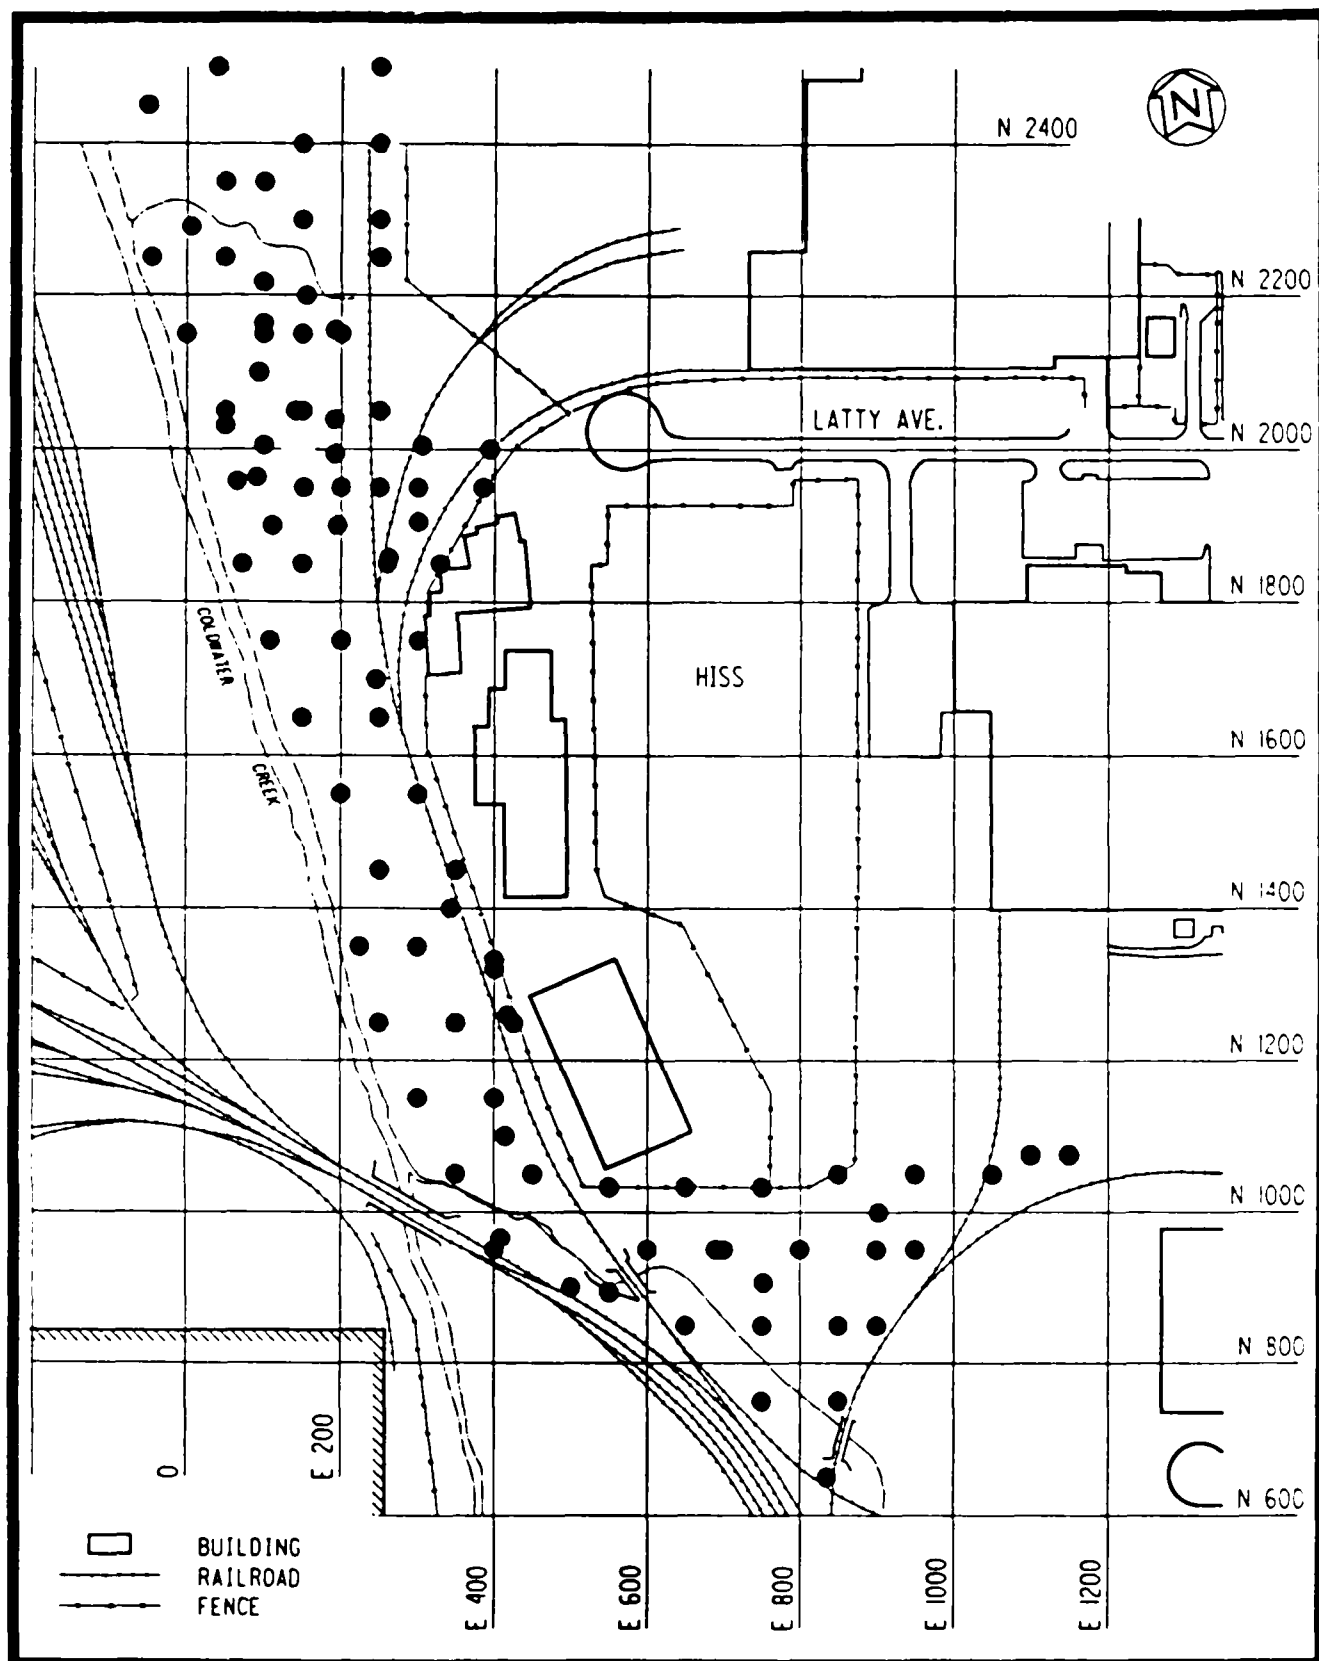 N
N 2400
N 2200
LATTY AVE.
N 2000
N 1800
COLDWATER
HISS
N 1600
CREEK
N 1400
N 1200
N 1000
N 800
0
E 200
N 600
E 400
E 600
E 800
E 1000
E 1200
BUILDING
RAILROAD
FENCE